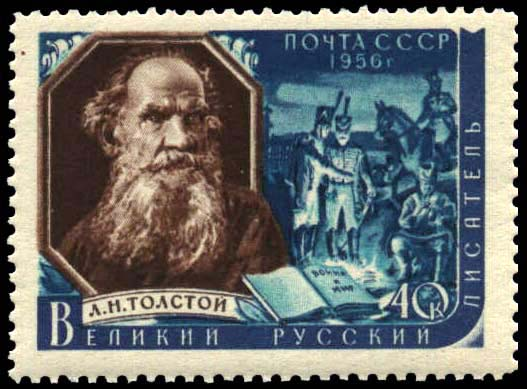 ПОЧТА СССР
1956г
ВОЙНА
И
МИР
40К
Л.Н.ТОЛСТОЙ
ВЕЛИКИЙ РУССКИЙ
ПИСАТЕЛЬ